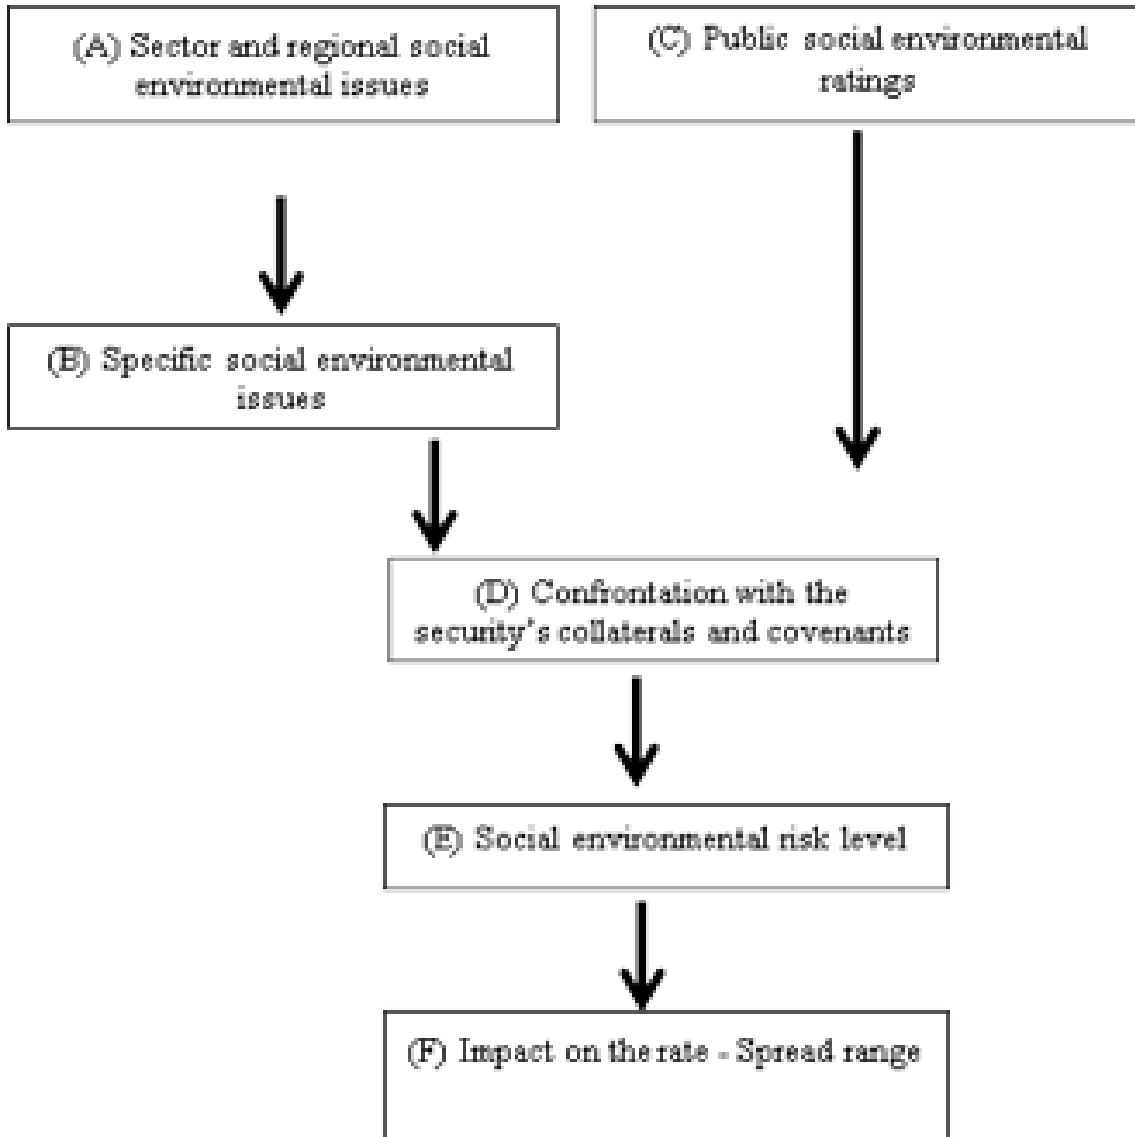 (A) Sector and regional social
environmental issues
(C) Public social environmental
ratings
(B) Specific social environmental
issues
(D) Confrontation with the
security's collaterals and covenants
(E) Social environmental risk level
(F) Impact on the rate - Spread range